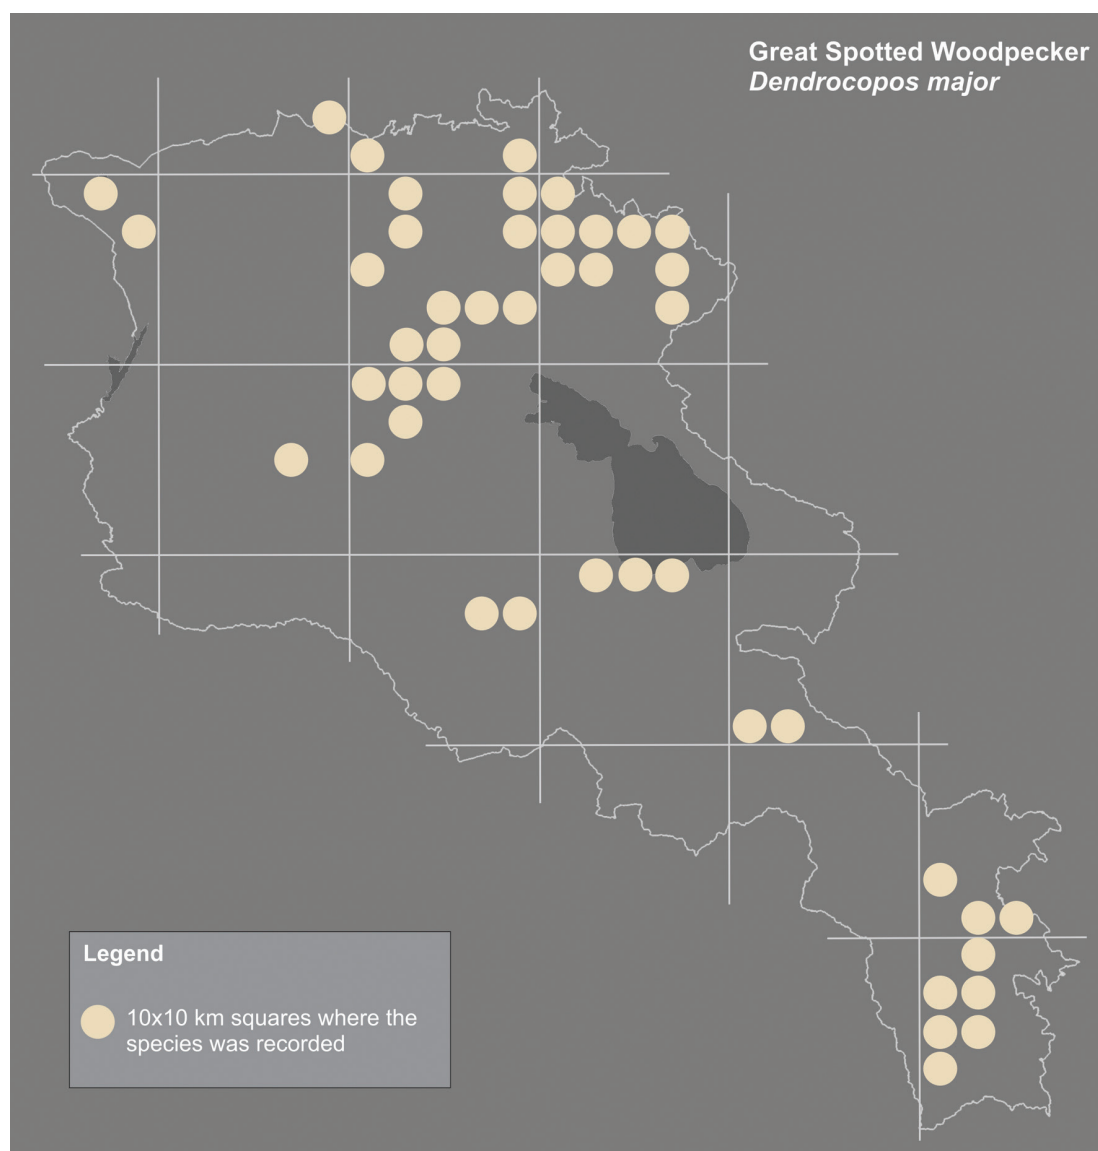 Great Spotted Woodpecker
Dendrocopos major
Legend
10x10 km squares where the
species was recorded